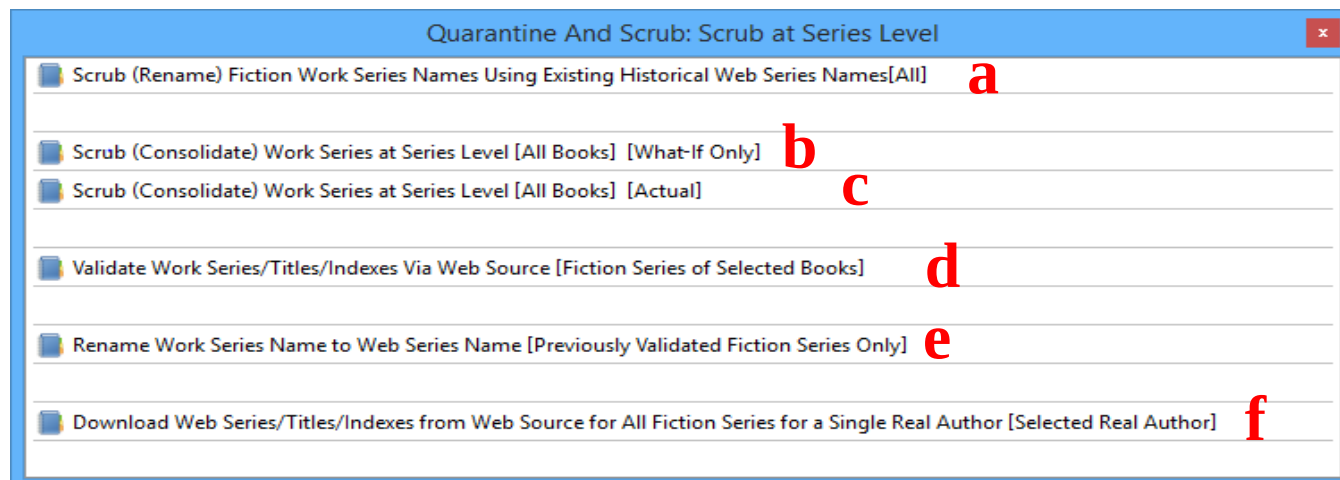 Quarantine And Scrub: Scrub at Series Level x
Scrub (Rename) Fiction Work Series Names Using Existing Historical Web Series Names[All] a
Scrub (Consolidate) Work Series at Series Level [All Books]  [What-If Only] b
Scrub (Consolidate) Work Series at Series Level [All Books]  [Actual] c
Validate Work Series/Titles/Indexes Via Web Source [Fiction Series of Selected Books] d
Rename Work Series Name to Web Series Name [Previously Validated Fiction Series Only] e
Download Web Series/Titles/Indexes from Web Source for All Fiction Series for a Single Real Author [Selected Real Author] f